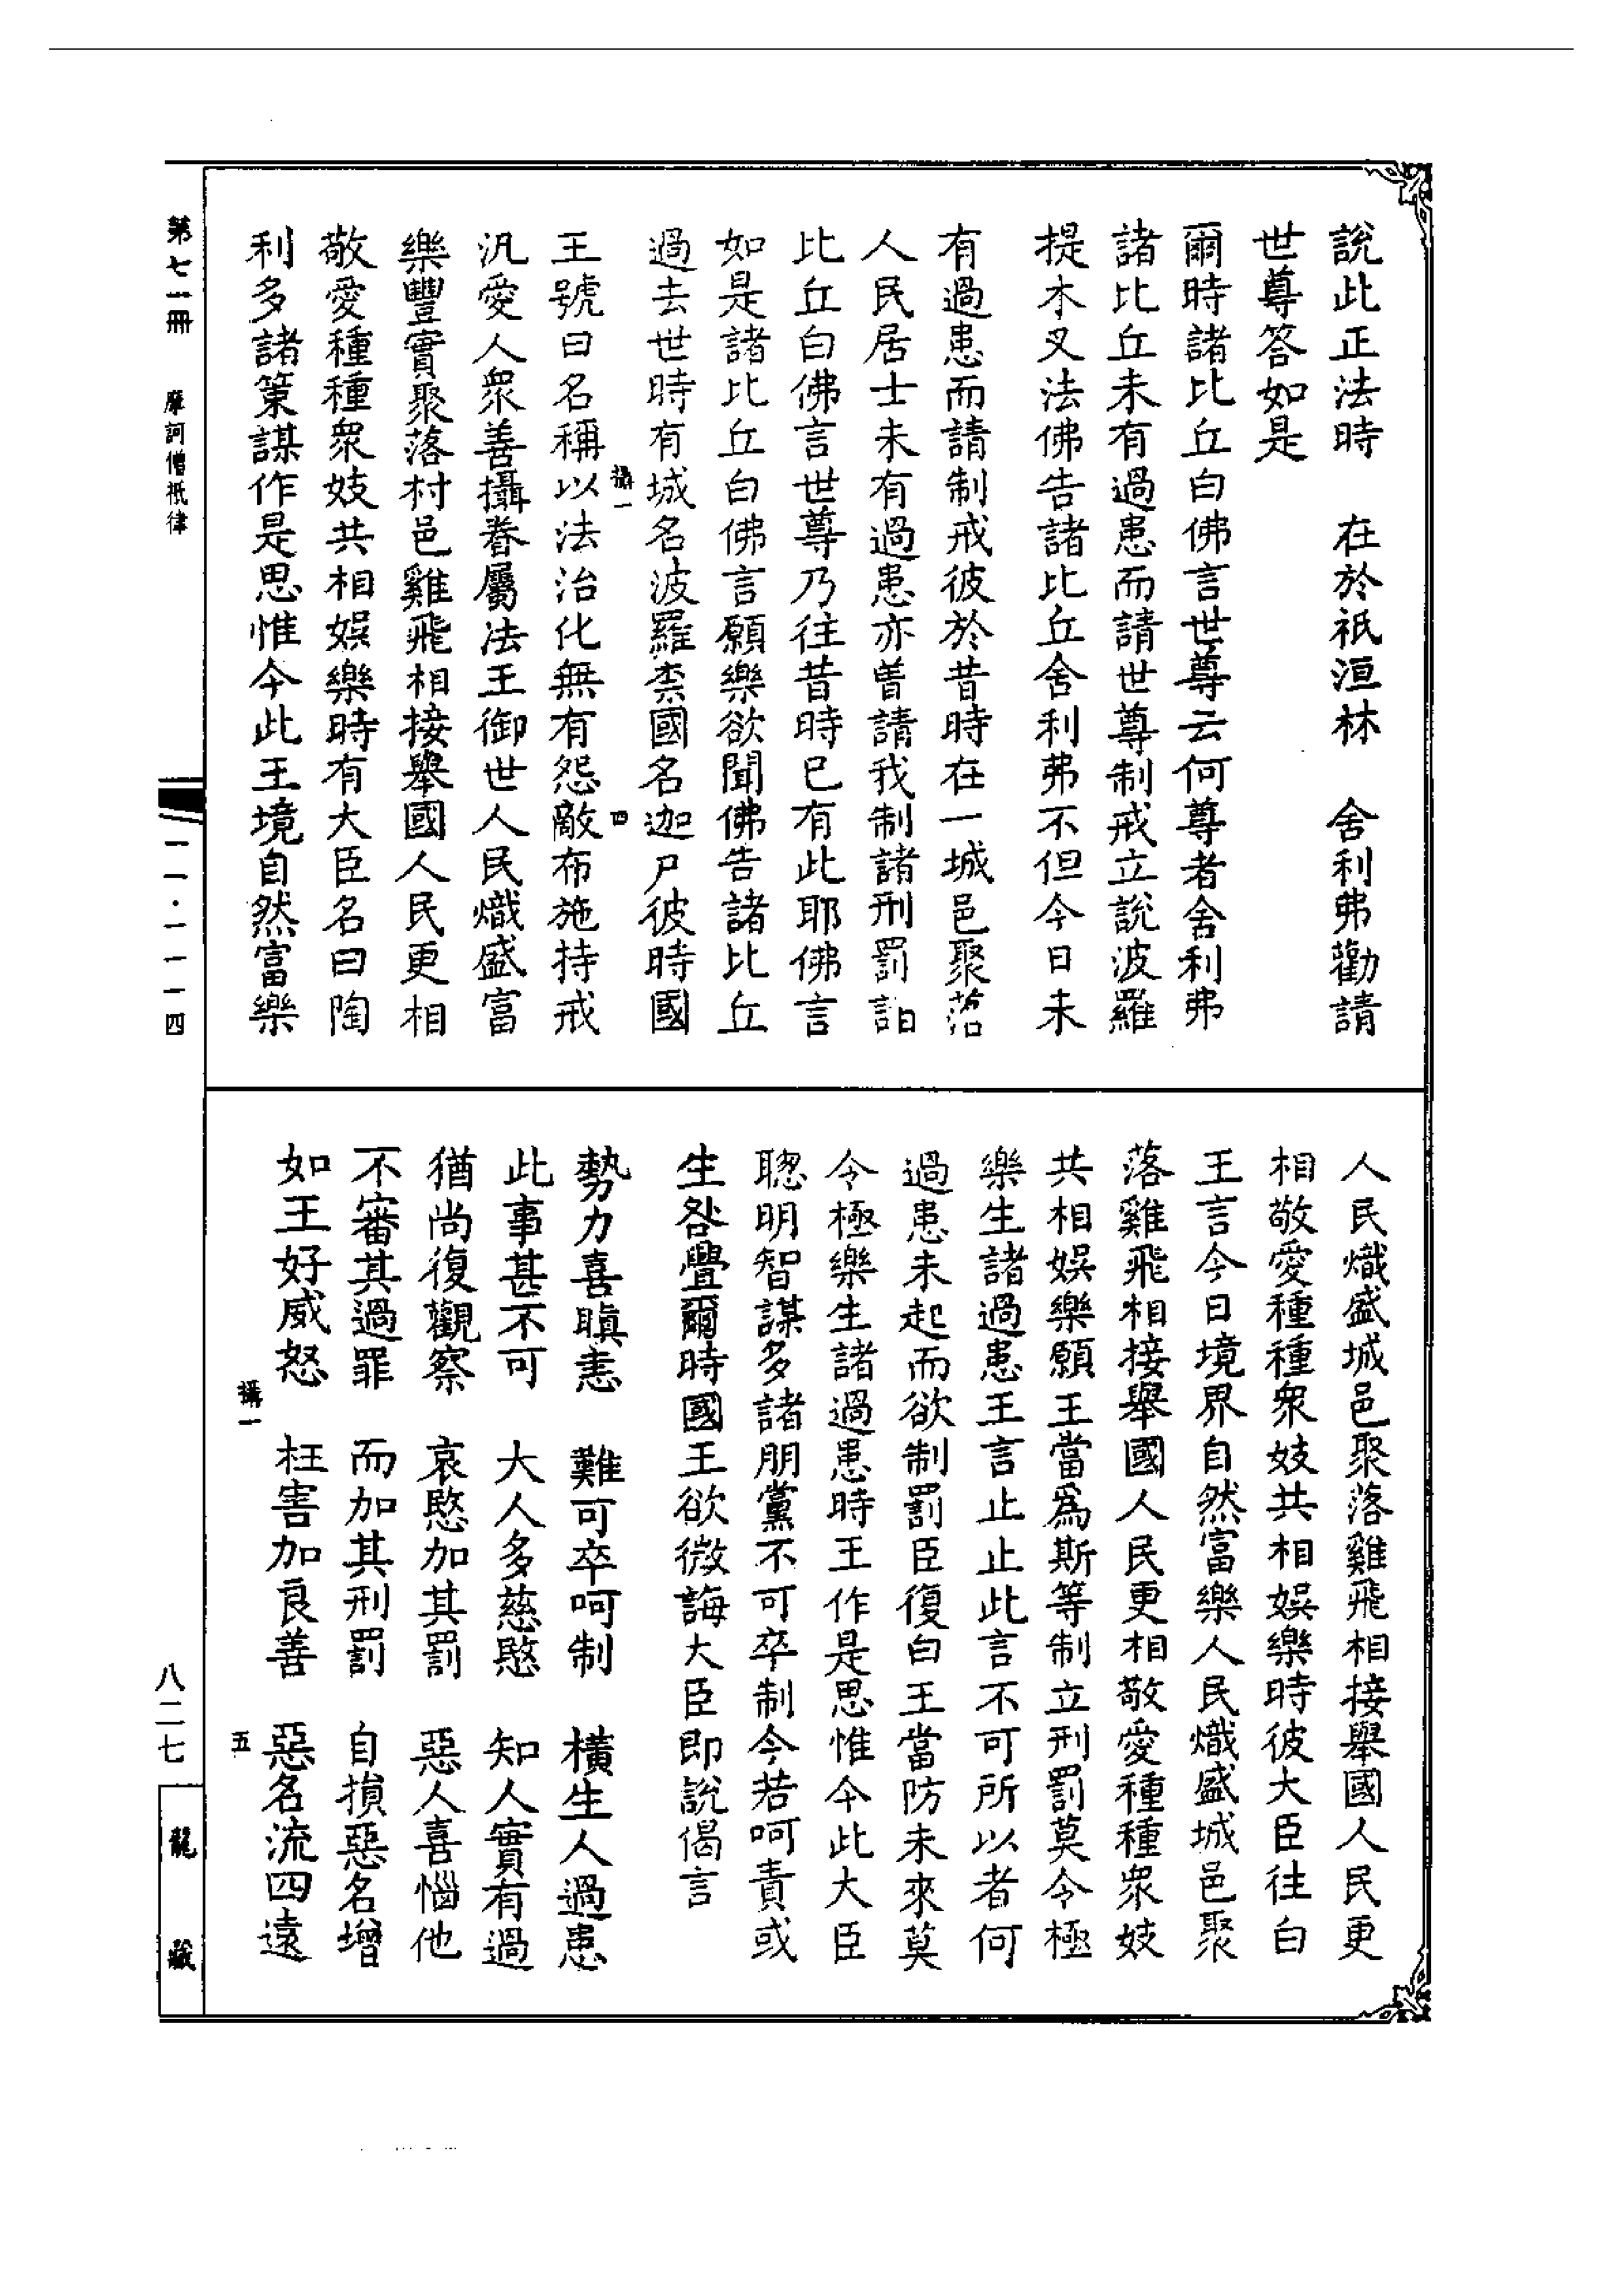 說此正法時　在於祇洹林　舍利弗勸請
世尊答如是
爾時諸比丘白佛言世尊云何尊者舍利弗
諸比丘未有過患而請世尊制戒立說波羅
提木叉法佛告諸比丘舍利弗不但今日未
有過患而請制戒彼於昔時在一城邑聚落
人民居士未有過患亦曽請我制諸刑罰諸
比丘白佛言世尊乃往昔時已有此耶佛言
如是諸比丘白佛言願樂欲聞佛告諸比丘
過去世時有城名波羅柰國名迦尸彼時國
攝一
四
王號曰名稱以法治化無有怨敵布施持戒
汎愛人衆善攝眷屬法王御世人民熾盛富
樂豐實聚落村邑雞飛相接舉國人民更相
敬愛種種衆妓共相娛樂時有大臣名曰陶
利多諸策謀作是思惟今此王境自然富樂
人民熾盛城邑聚落雞飛相接舉國人民更
相敬愛種種衆妓共相娛樂時彼大臣往白
王言今日境界自然富樂人民熾盛城邑聚
落雞飛相接舉國人民更相敬愛種種衆妓
共相娛樂願王當爲斯等制立刑罰莫令極
樂生諸過患王言止止此言不可所以者何
過患未起而欲制罰臣復白王當防未來莫
令極樂生諸過患時王作是思惟今此大臣
聰明智謀多諸朋黨不可卒制今若呵責或
生咎舋爾時國王欲微誨大臣即說偈言
勢力喜瞋恚　難可卒呵制　橫生人過患
此事甚不可　大人多慈愍　知人實有過
猶尚復觀察　哀愍加其罰　惡人喜惱他
不審其過罪　而加其刑罰　自損惡名增
如王好威怒　枉害加良善　惡名流四遠
攝一
五
第七一冊　摩訶僧祇律
一一·一一一四
八二七
龍藏